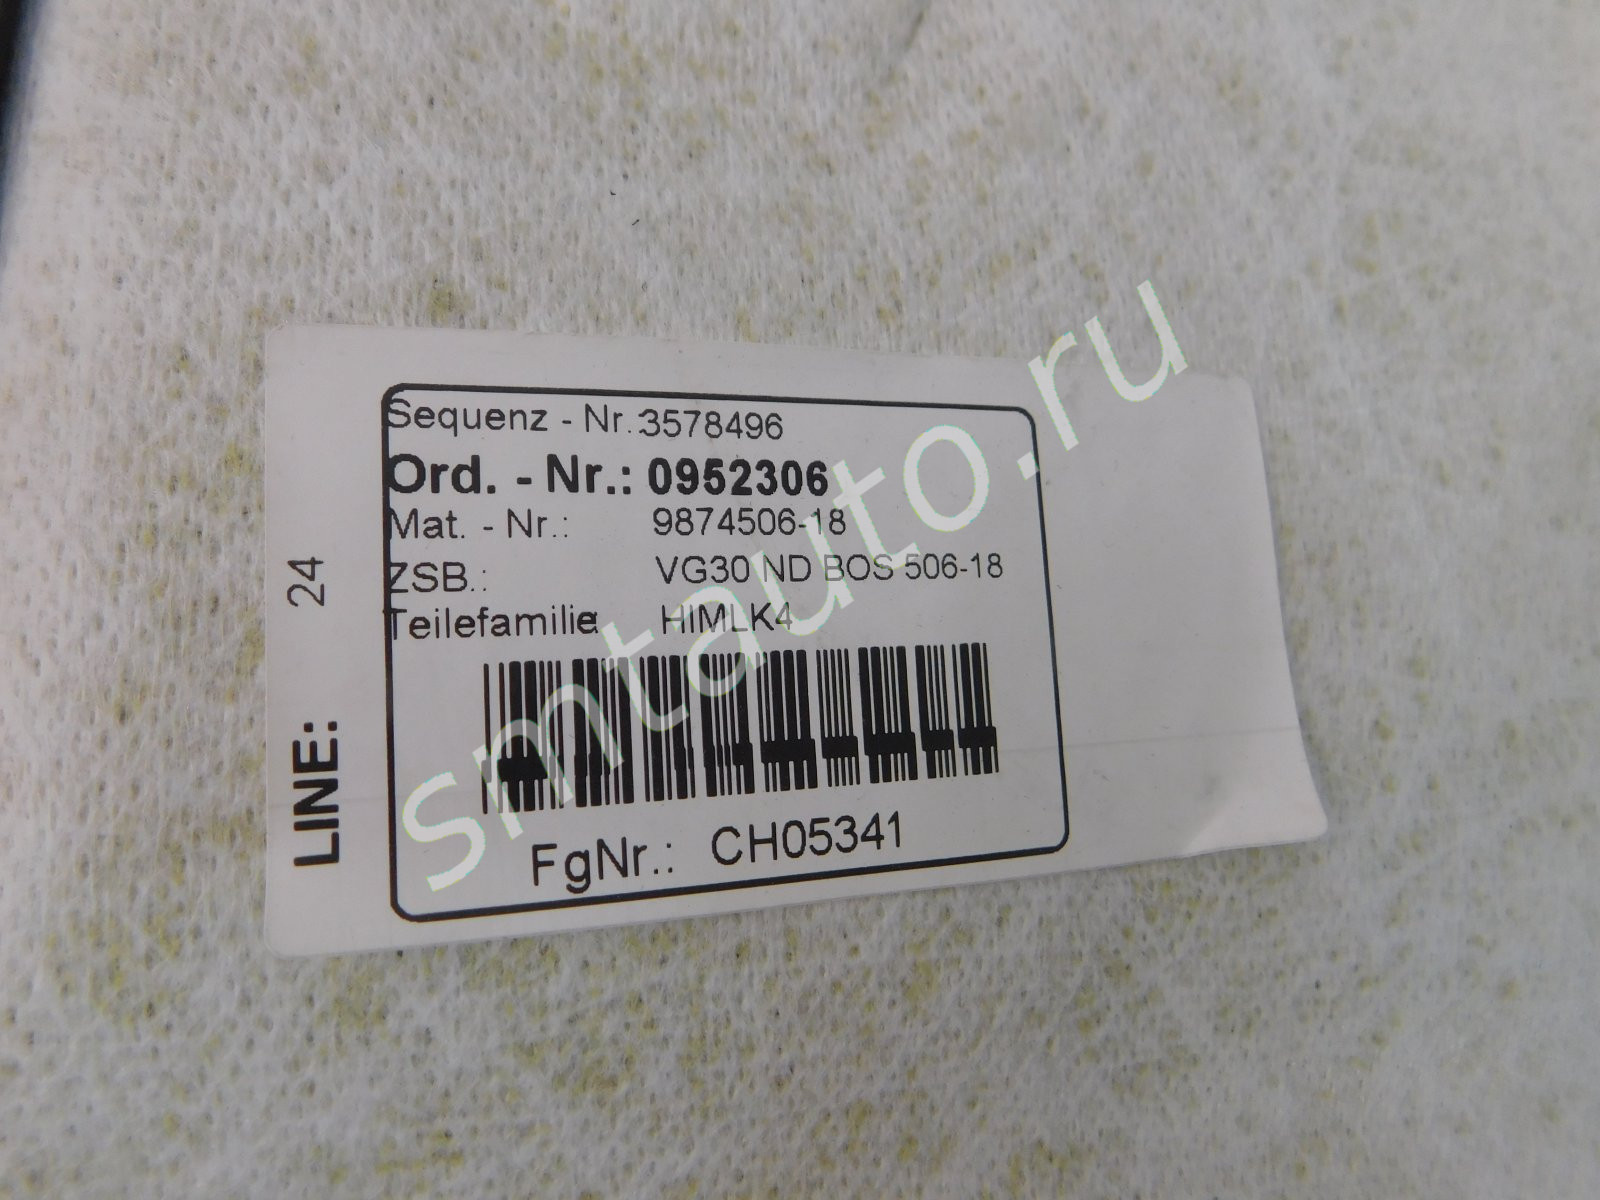 Sequenz - Nr.:3578496
Ord. - Nr.: 0952306
Mat. - Nr.: 9874506-18
ZSB.: VG30 ND BOS 506-18
Teilefamilie: HIMLK4
FgNr.: CH05341
LINE: 24
smtauto.ru